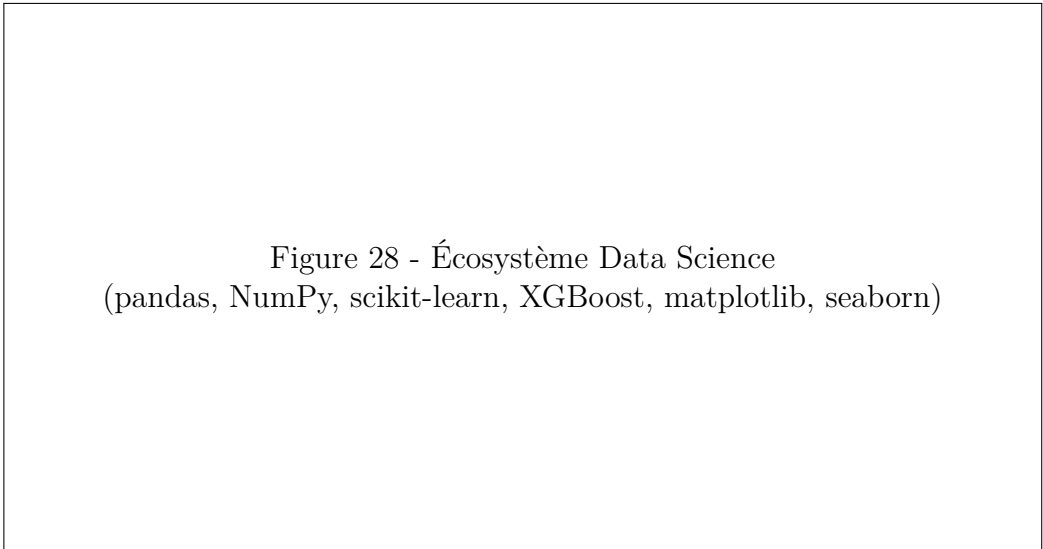 Figure 28 - Écosystème Data Science
(pandas, NumPy, scikit-learn, XGBoost, matplotlib, seaborn)